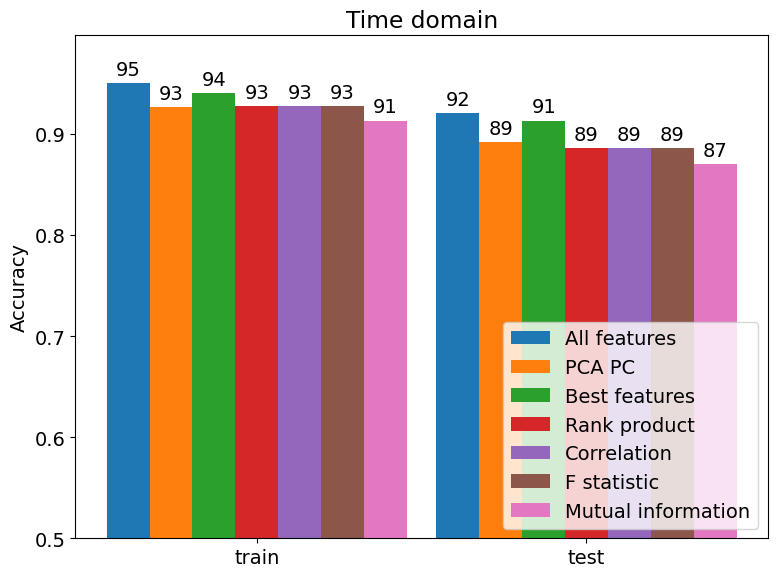 Time domain
95
93
94
93
93
93
91
92
89
91
89
89
89
87
0.9
0.8
0.7
0.6
0.5
Accuracy
All features
PCA PC
Best features
Rank product
Correlation
F statistic
Mutual information
train
test